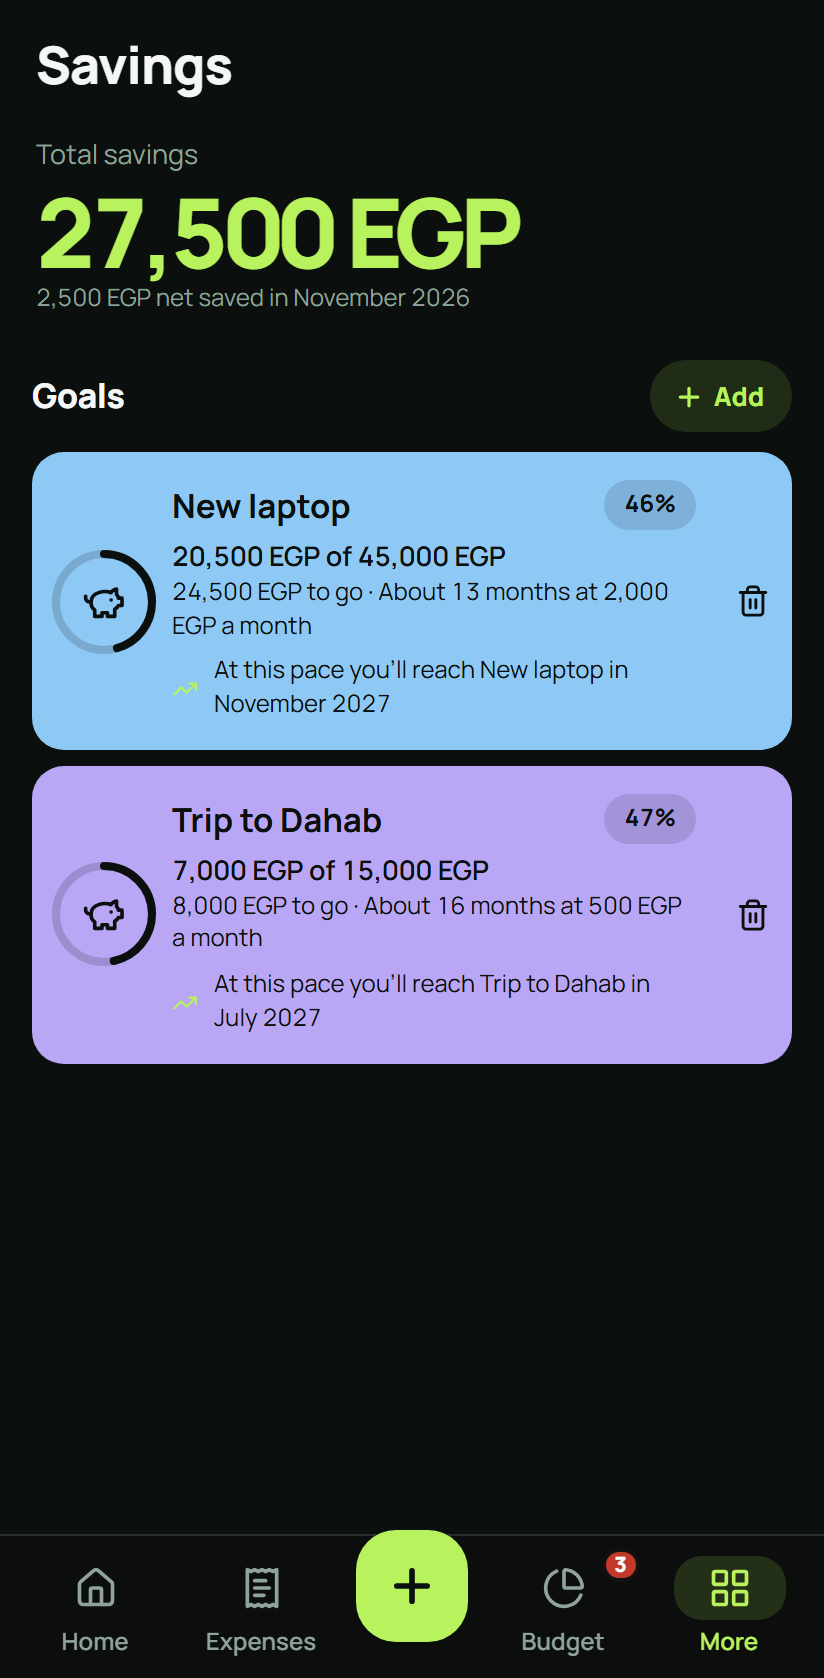 Savings
Total savings
27,500 EGP
2,500 EGP net saved in November 2026
Goals
+ Add
New laptop
46%
20,500 EGP of 45,000 EGP
24,500 EGP to go · About 13 months at 2,000
EGP a month
At this pace you’ll reach New laptop in
November 2027
Trip to Dahab
47%
7,000 EGP of 15,000 EGP
8,000 EGP to go · About 16 months at 500 EGP
a month
At this pace you’ll reach Trip to Dahab in
July 2027
3
Home
Expenses
Budget
More